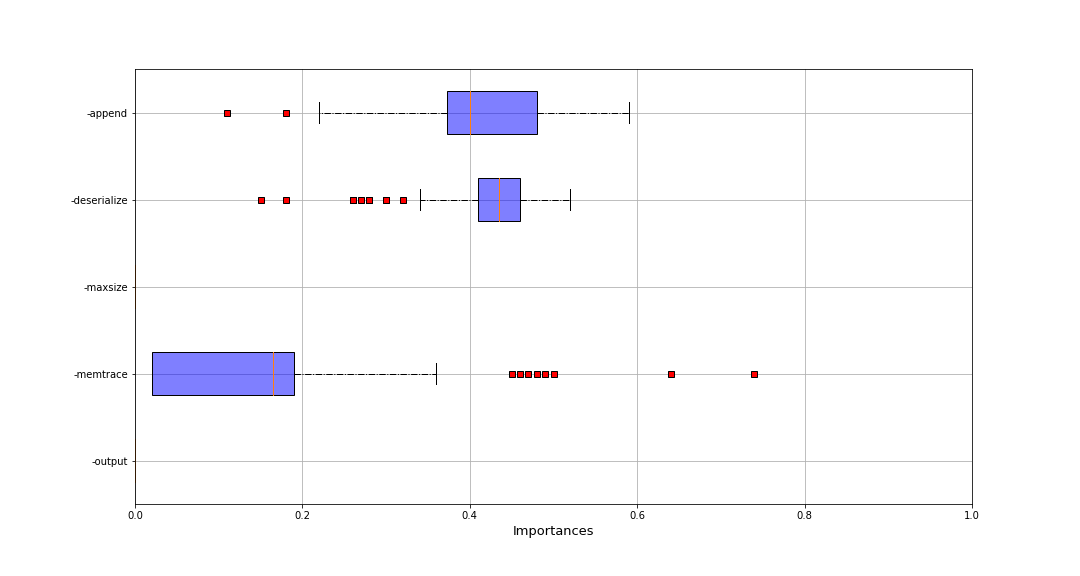 -append
-deserialize
-maxsize
-memtrace
-output
0.0 0.2 0.4 0.6 0.8 1.0
Importances